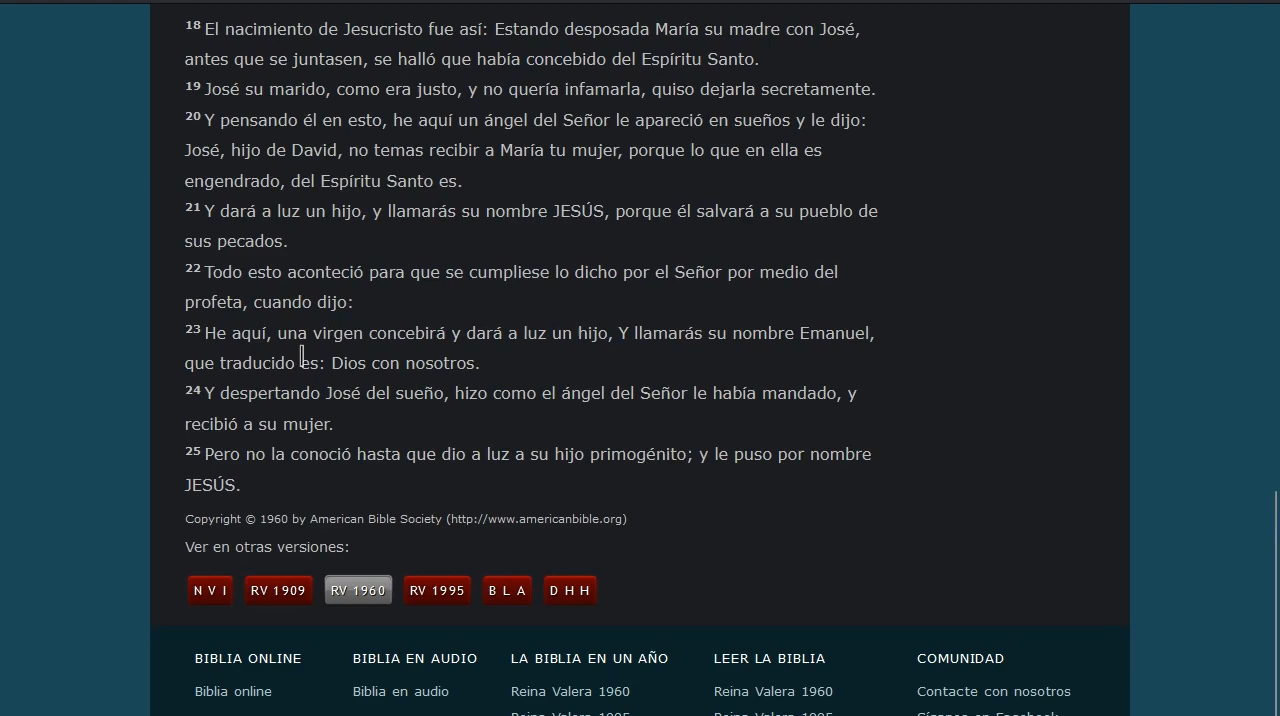 18 El nacimiento de Jesucristo fue así: Estando desposada María su madre con José,
antes que se juntasen, se halló que había concebido del Espíritu Santo.
19 José su marido, como era justo, y no quería infamarla, quiso dejarla secretamente.
20 Y pensando él en esto, he aquí un ángel del Señor le apareció en sueños y le dijo:
José, hijo de David, no temas recibir a María tu mujer, porque lo que en ella es
engendrado, del Espíritu Santo es.
21 Y dará a luz un hijo, y llamarás su nombre JESÚS, porque él salvará a su pueblo de
sus pecados.
22 Todo esto aconteció para que se cumpliese lo dicho por el Señor por medio del
profeta, cuando dijo:
23 He aquí, una virgen concebirá y dará a luz un hijo, Y llamarás su nombre Emanuel,
que traducido es: Dios con nosotros.
24 Y despertando José del sueño, hizo como el ángel del Señor le había mandado, y
recibió a su mujer.
25 Pero no la conoció hasta que dio a luz a su hijo primogénito; y le puso por nombre
JESÚS.
Copyright © 1960 by American Bible Society (http://www.americanbible.org)
Ver en otras versiones:
N V I RV 1909 RV 1960 RV 1995 B L A D H H
BIBLIA ONLINE BIBLIA EN AUDIO LA BIBLIA EN UN AÑO LEER LA BIBLIA COMUNIDAD
Biblia online Biblia en audio Reina Valera 1960 Reina Valera 1960 Contacte con nosotros
Reina Valera 1995 Reina Valera 1995 Síganos en Facebook